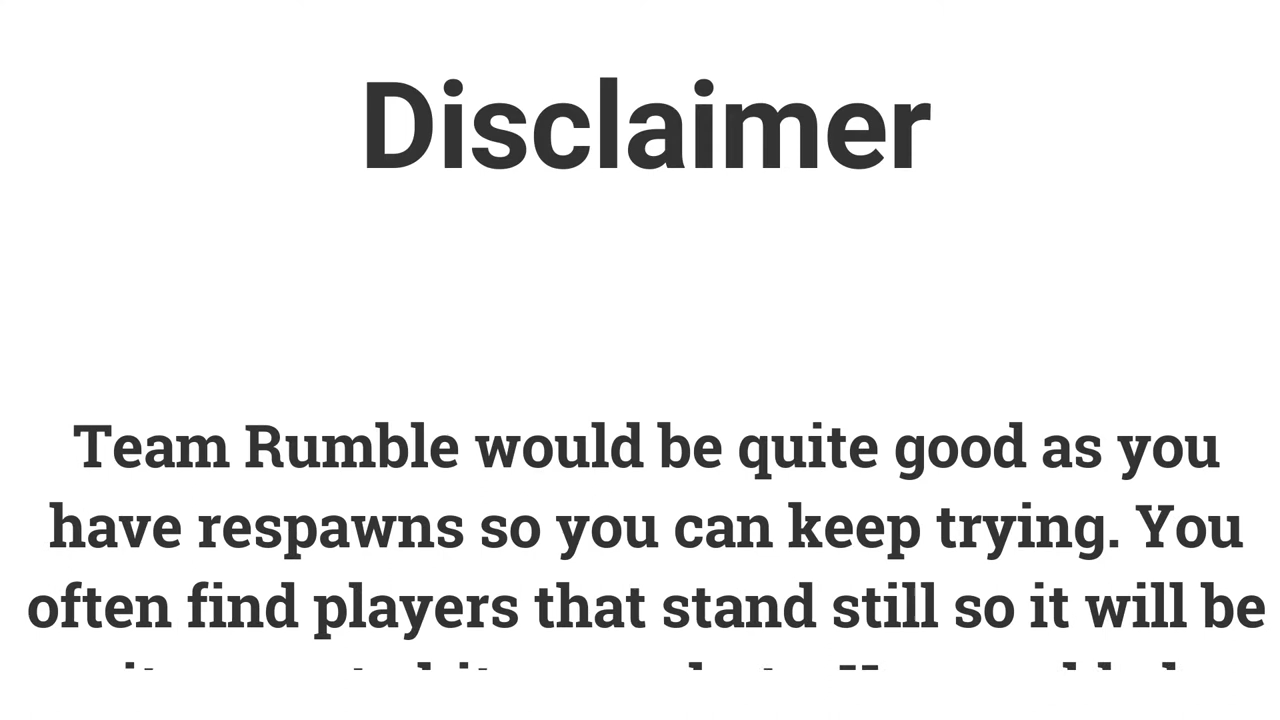 Disclaimer
Team Rumble would be quite good as you
have respawns so you can keep trying. You
often find players that stand still so it will be